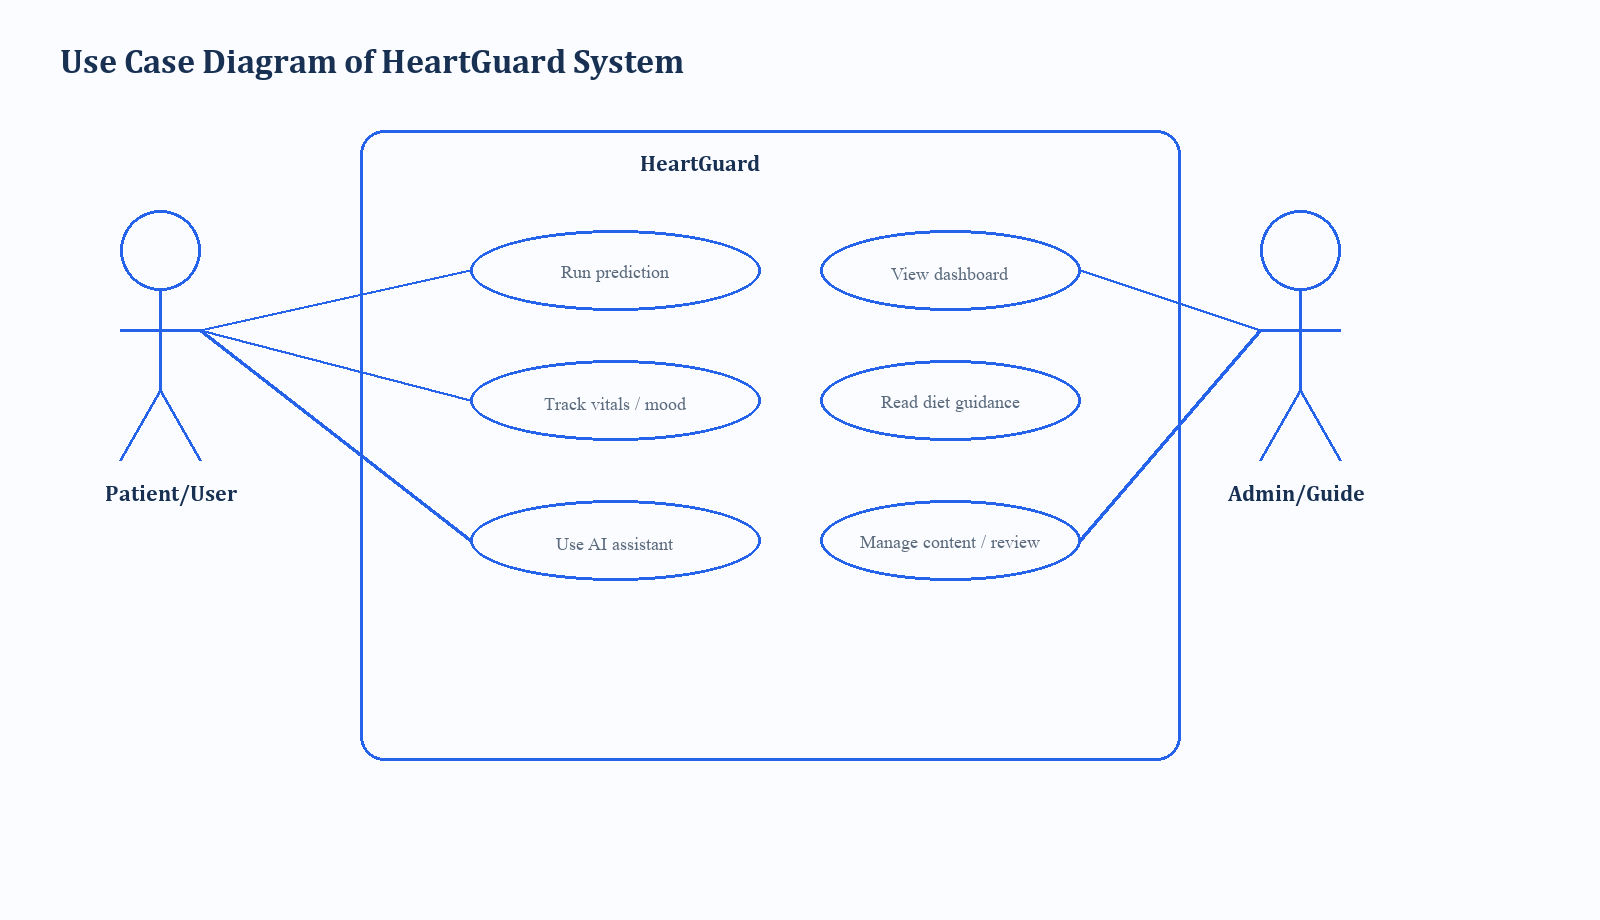 Use Case Diagram of HeartGuard System
HeartGuard
Run prediction
View dashboard
Track vitals / mood
Read diet guidance
Patient/User
Admin/Guide
Use AI assistant
Manage content / review